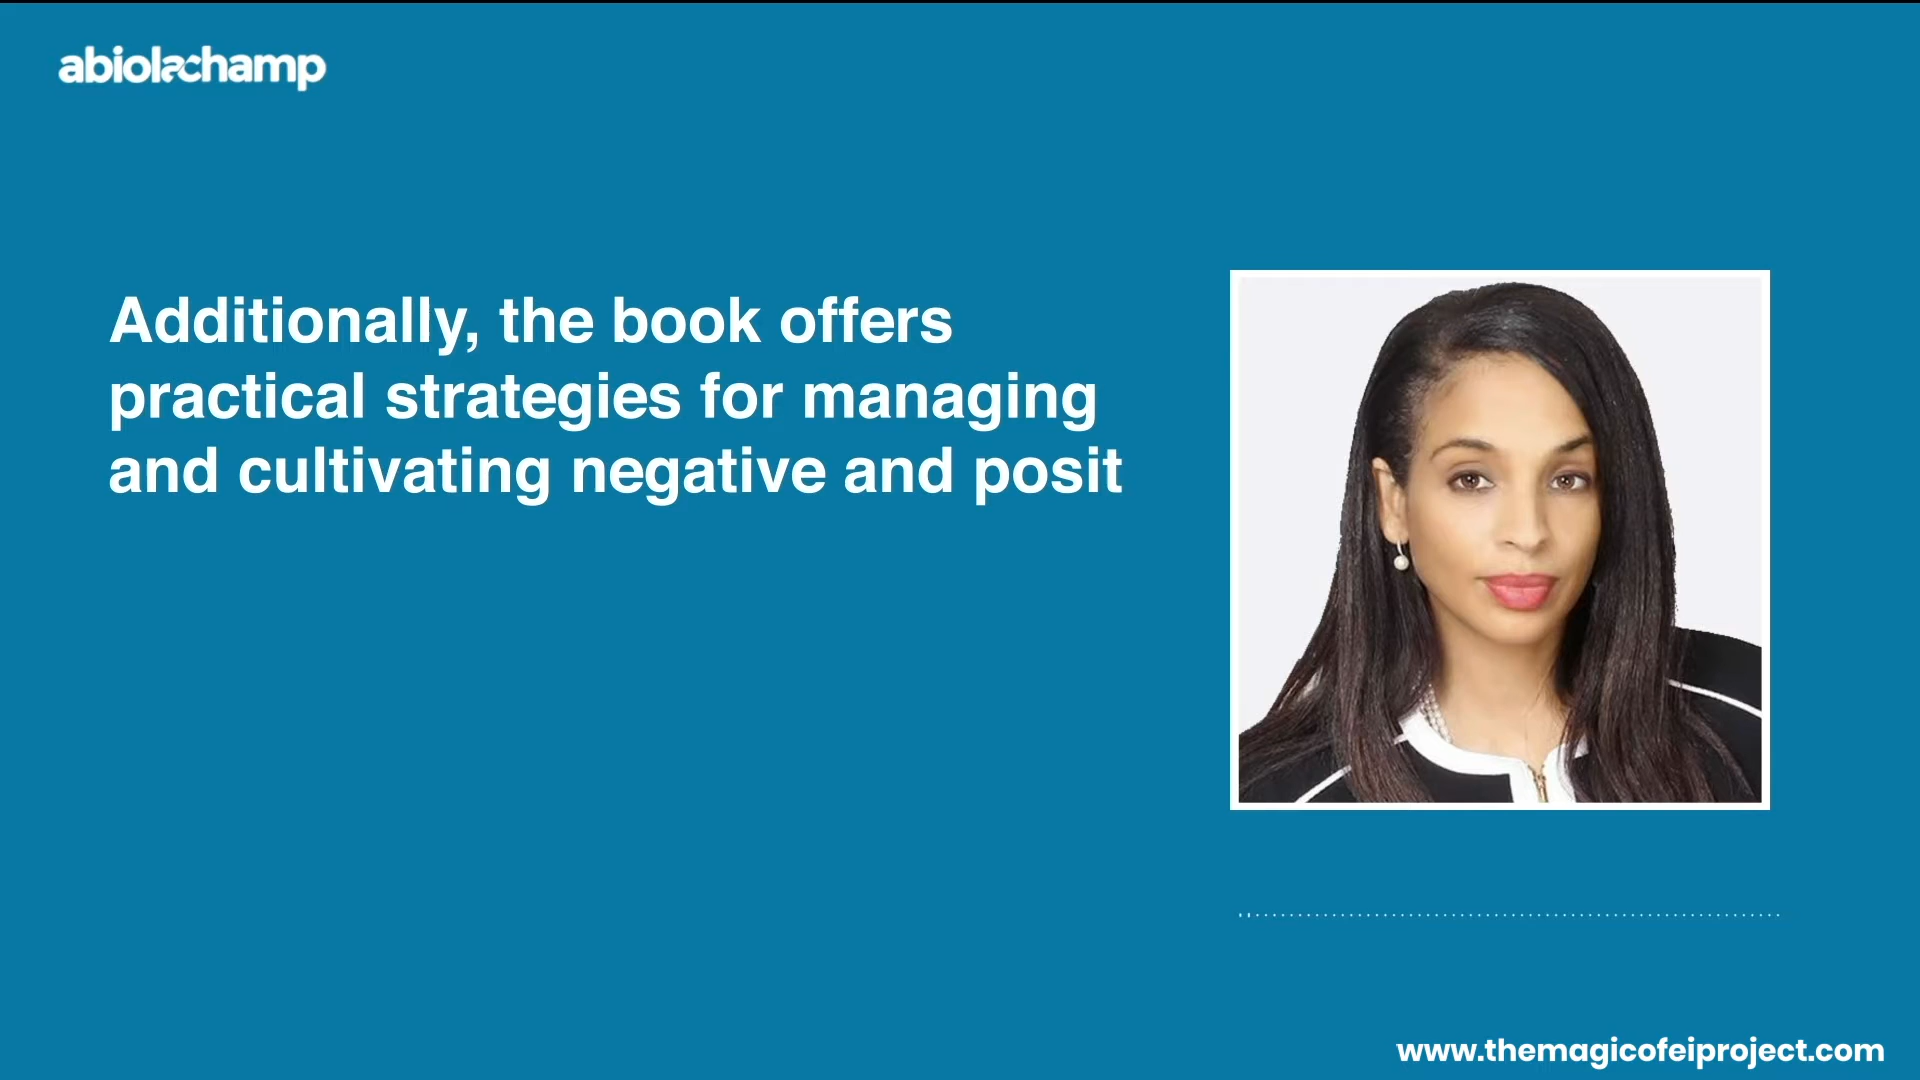 abiolachamp
Additionally, the book offers
practical strategies for managing
and cultivating negative and posit
www.themagicofeiproject.com